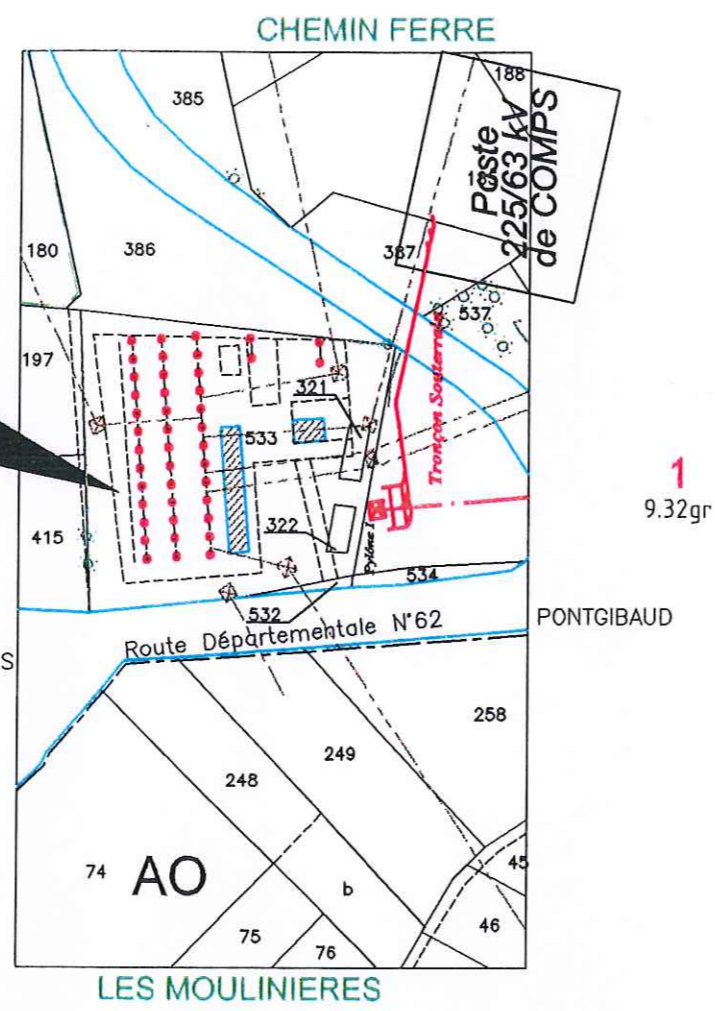 CHEMIN FERRE
385
188
Poste
225/63 kV
de COMPS
180
386
387
537
197
321
Tronçon Souterrain
533
1
9.32gr
415
322
534
532
Route Départementale N°62
PONTGIBAUD
S
258
249
248
74
AO
45
b
46
75
76
LES MOULINIERES